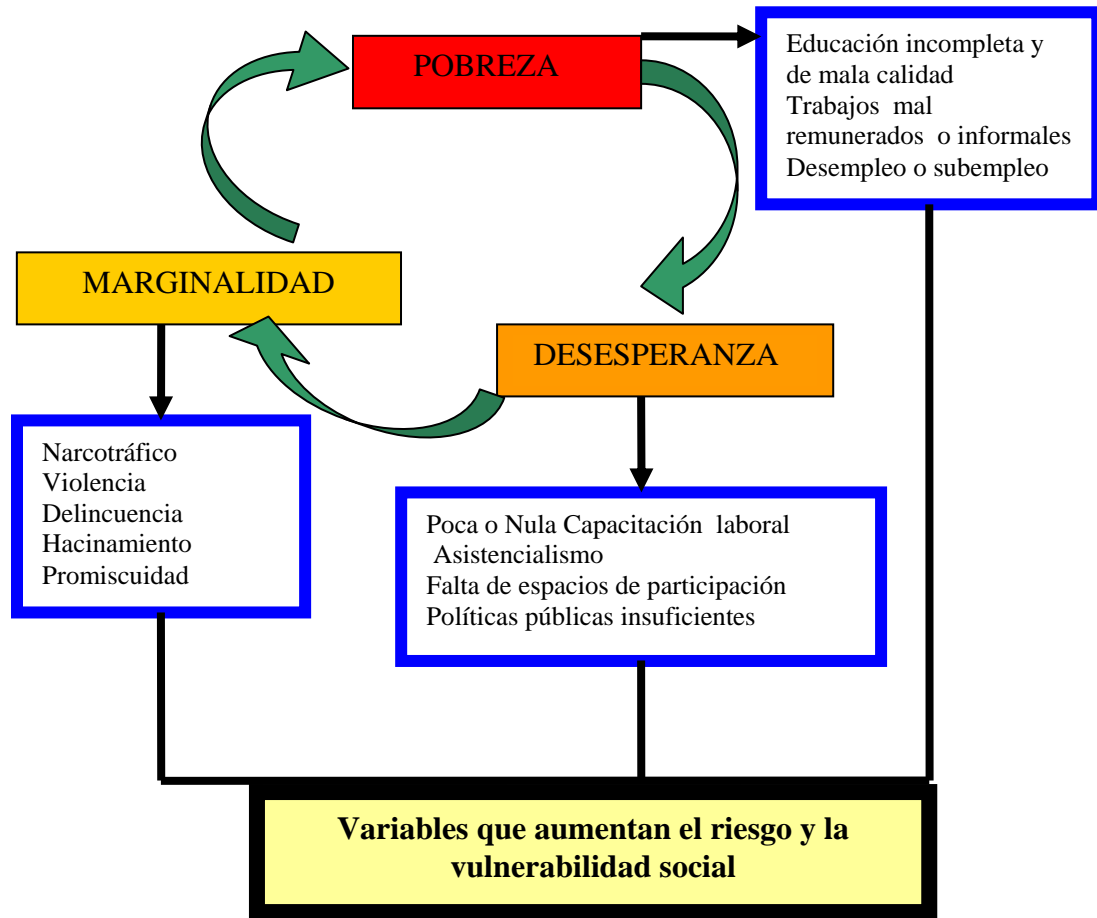 POBREZA
Educación incompleta y
de mala calidad
Trabajos mal
remunerados o informales
Desempleo o subempleo
MARGINALIDAD
DESESPERANZA
Narcotráfico
Violencia
Delincuencia
Hacinamiento
Promiscuidad
Poca o Nula Capacitación laboral
Asistencialismo
Falta de espacios de participación
Políticas públicas insuficientes
Variables que aumentan el riesgo y la
vulnerabilidad social